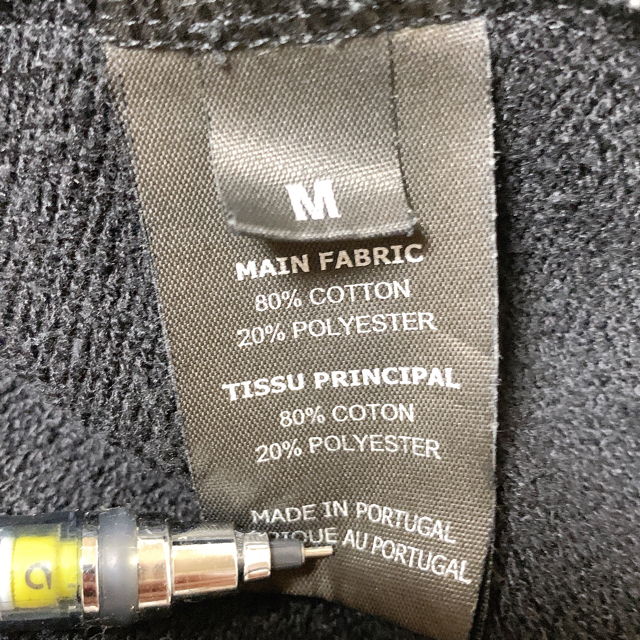 M
MAIN FABRIC
80% COTTON
20% POLYESTER
TISSU PRINCIPAL
80% COTON
20% POLYESTER
MADE IN PORTUGAL
AU PORTUGAL
a